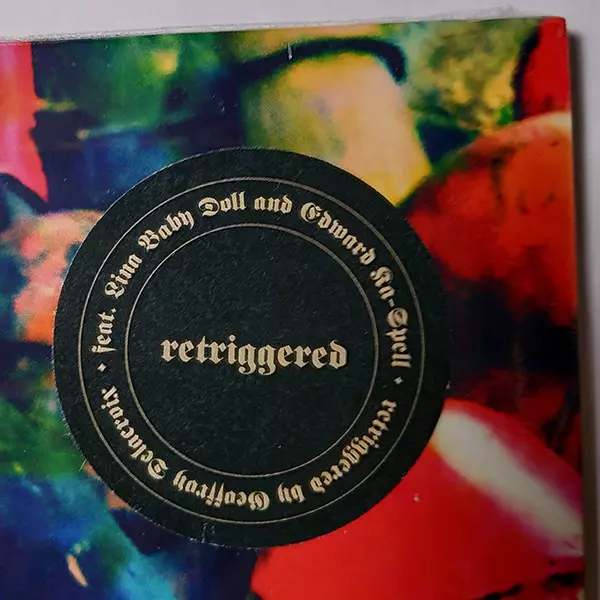 feat. Lina Baby Doll and Edward Ka-Spell • retriggered by Geoffroy Delacroix •
retriggered